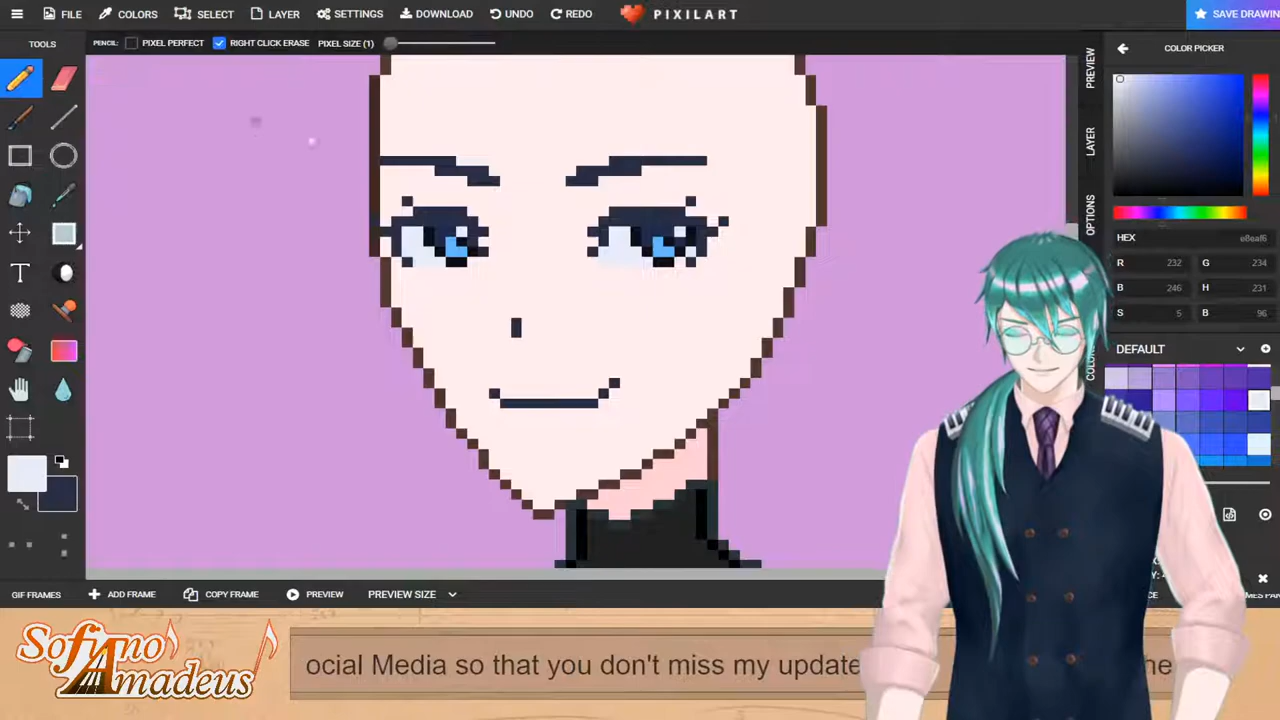 FILE COLORS SELECT LAYER SETTINGS DOWNLOAD UNDO REDO PIXILART SAVE DRAWIN
TOOLS PENCIL: PIXEL PERFECT RIGHT CLICK ERASE PIXEL SIZE (1)
PREVIEW
LAYER
OPTIONS
COLOR PICKER
HEX e8eaf6
R 232 G 234
B 246 H 231
S 5 B 96
DEFAULT
GIF FRAMES ADD FRAME COPY FRAME PREVIEW PREVIEW SIZE
Sofiano
Amadeus
ocial Media so that you don't miss my update
he